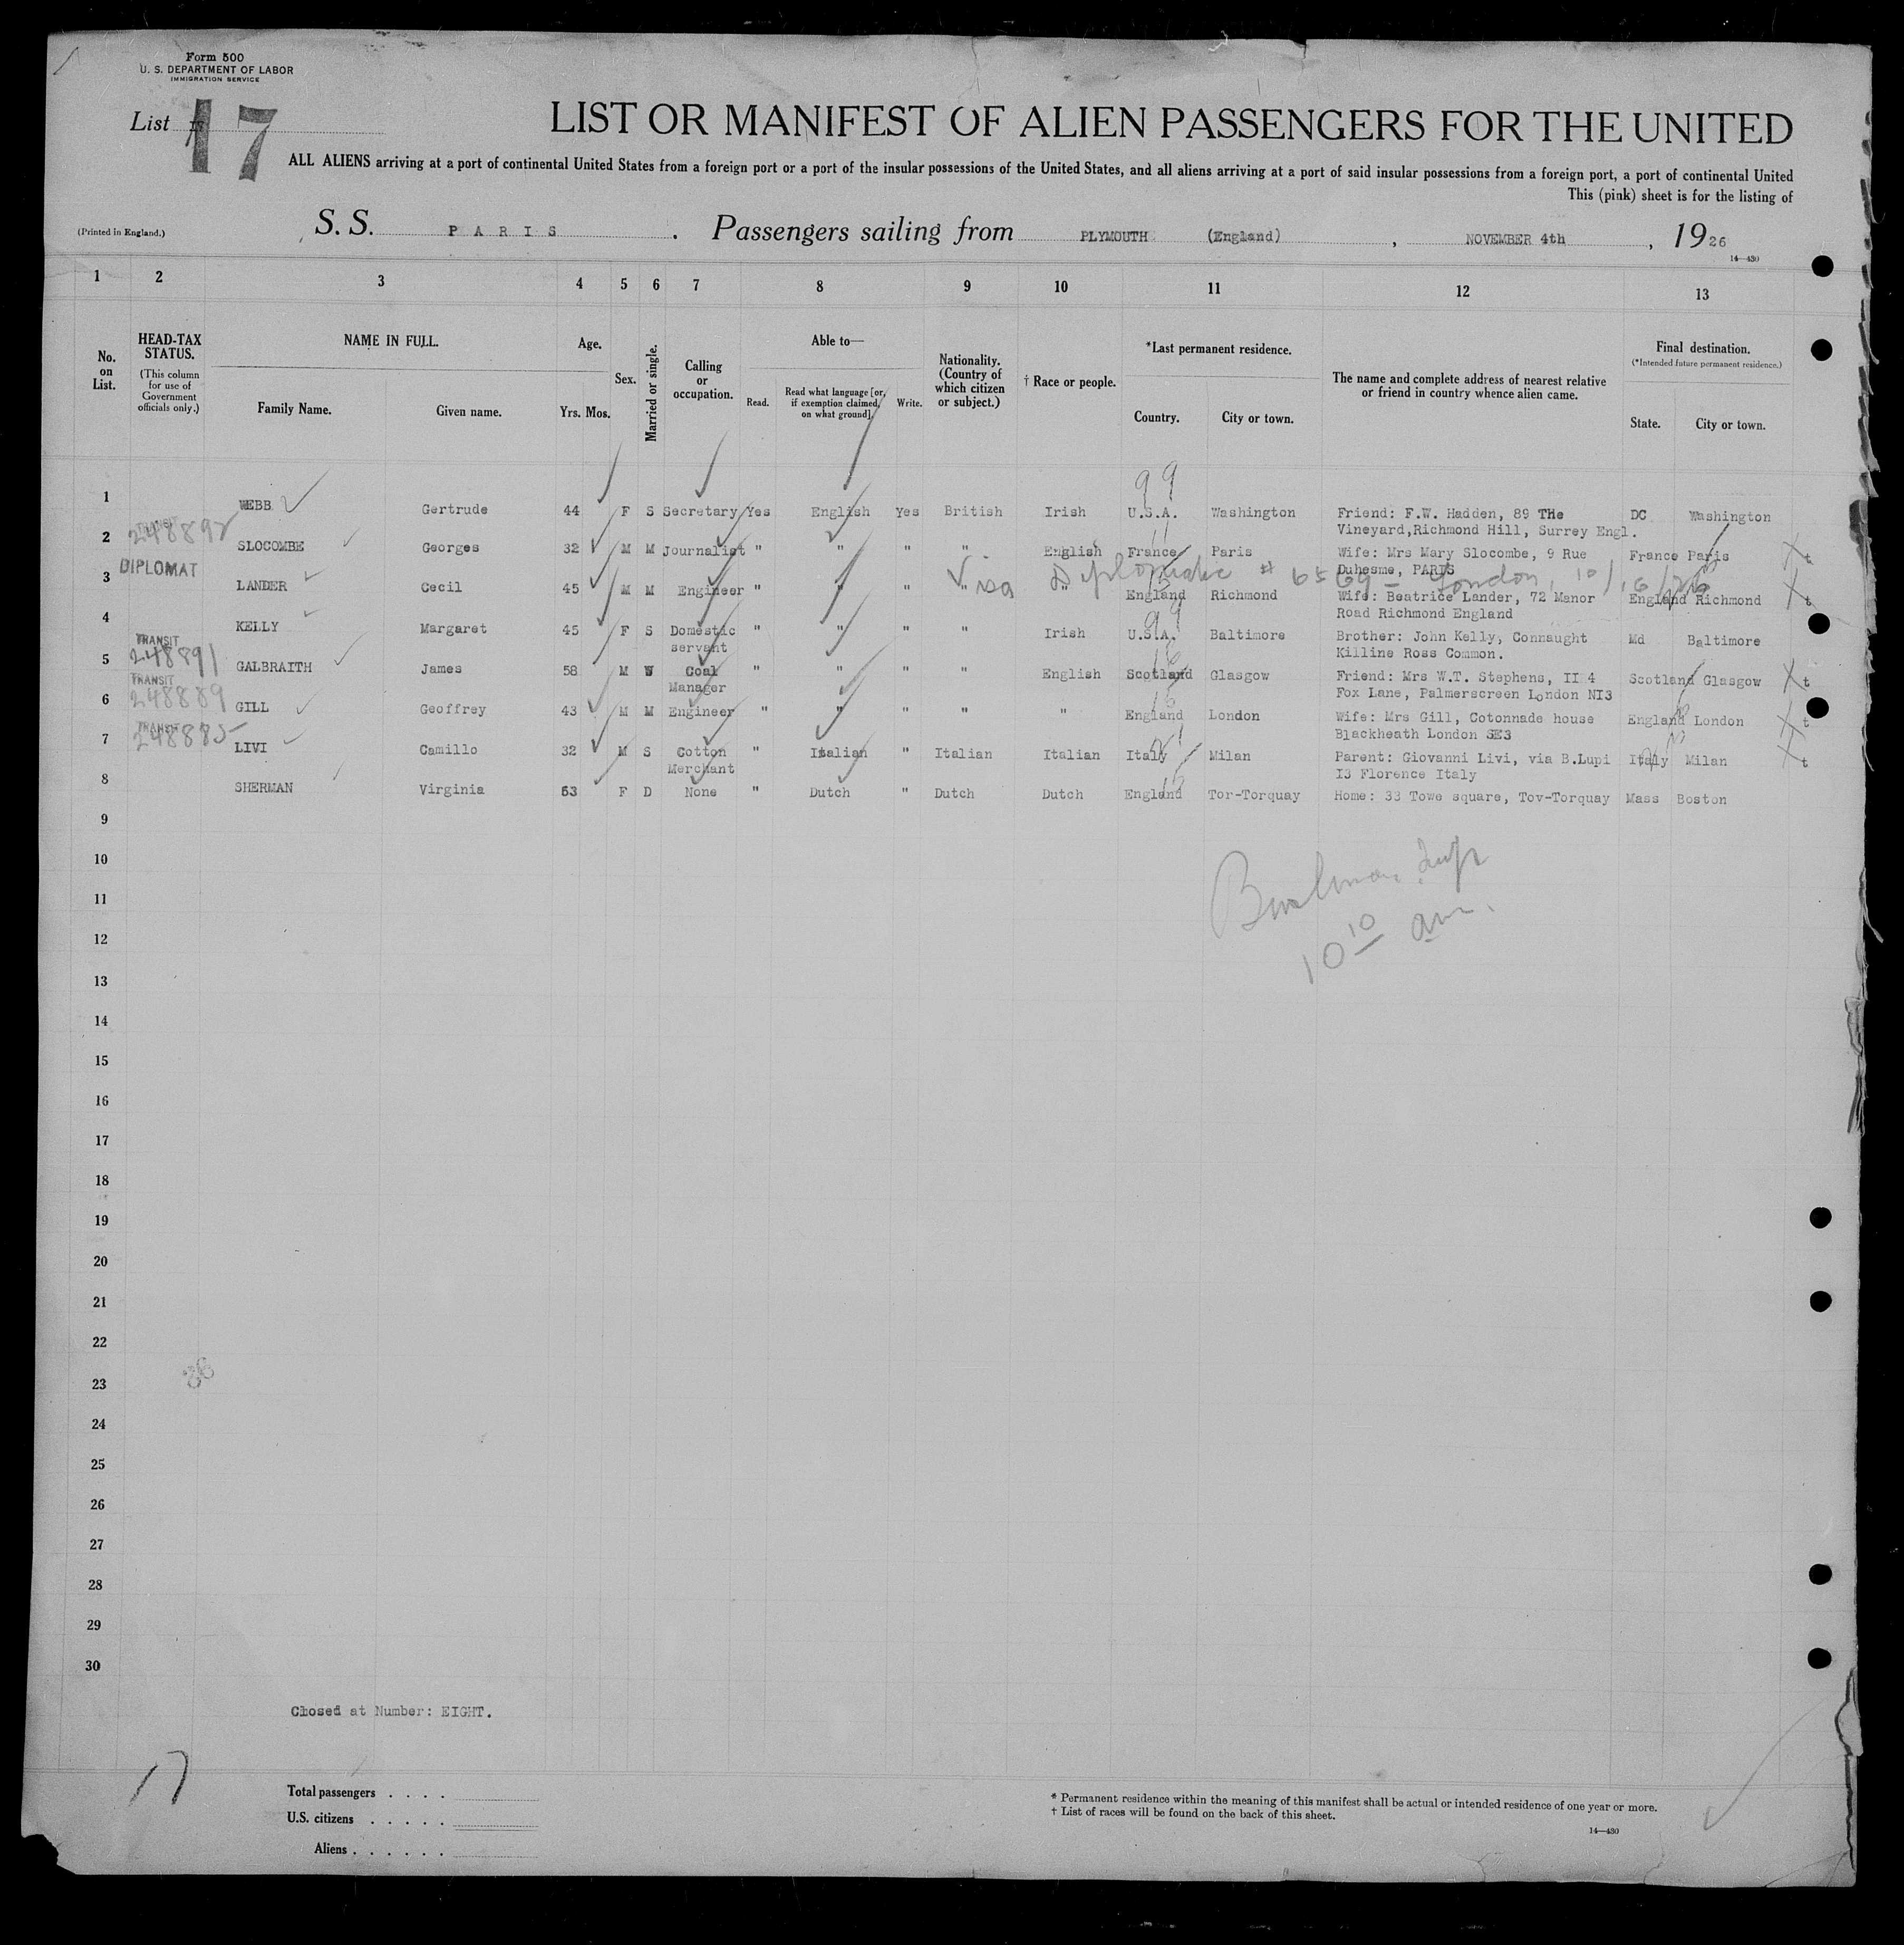 Form 500
U. S. DEPARTMENT OF LABOR
IMMIGRATION SERVICE
List 17
LIST OR MANIFEST OF ALIEN PASSENGERS FOR THE UNITED
ALL ALIENS arriving at a port of continental United States from a foreign port or a port of the insular possessions of the United States, and all aliens arriving at a port of said insular possessions from a foreign port, a port of continental United
This (pink) sheet is for the listing of
(Printed in England.) S. S. PARIS. Passengers sailing from PLYMOUTH (England), NOVEMBER 4th, 1926
14—430
1 2 3 4 5 6 7 8 9 10 11 12 13
No. on List. HEAD-TAX STATUS. (This column for use of Government officials only.) NAME IN FULL. Family Name. Given name. Age. Yrs. Mos. Sex. Married or single. Calling or occupation. Able to— Read. Read what language [or, if exemption claimed, on what ground]. Write. Nationality. (Country of which citizen or subject.) † Race or people. *Last permanent residence. Country. City or town. The name and complete address of nearest relative or friend in country whence alien came. Final destination. (*Intended future permanent residence.) State. City or town.
99
1 WEBB Gertrude 44 F S Secretary Yes English Yes British Irish U.S.A. Washington Friend: F.W. Hadden, 89 THe DC Washington
Vineyard,Richmond Hill, Surrey Engl.
TRANSIT 248892
2 SLOCOMBE Georges 32 M M Journalist " " " " English France Paris Wife: Mrs Mary Slocombe, 9 Rue France Paris
Duhesme, PARIS
DIPLOMAT
Visa Diplomatic # 6569 - London, 10/16/26
3 LANDER Cecil 45 M M Engineer " " " " " England Richmond Wife: Beatrice Lander, 72 Manor England Richmond
Road Richmond England
99
4 KELLY Margaret 45 F S Domestic " " " " Irish U.S.A. Baltimore Brother: John Kelly, Connaught Md Baltimore
servant Killine Ross Common.
TRANSIT 248891
5 GALBRAITH James 58 M W Coal " " " " English Scotland Glasgow Friend: Mrs W.T. Stephens, II 4 Scotland Glasgow
Manager Fox Lane, Palmerscreen London NI3
TRANSIT 248889
6 GILL Geoffrey 43 M M Engineer " " " " " England London Wife: Mrs Gill, Cotonnade house England London
Blackheath London SE3
TRANSIT 248885
7 LIVI Camillo 32 M S Cotton " Italian " Italian Italian Italy Milan Parent: Giovanni Livi, via B.Lupi Italy Milan
Merchant I3 Florence Italy
8 SHERMAN Virginia 53 F D None " Dutch " Dutch Dutch England Tor-Torquay Home: 33 Towe square, Tov-Torquay Mass Boston
9
10
11
12
10 10 am.
13
14
15
16
17
18
19
20
21
22
23
24
25
26
27
28
29
30
Closed at Number: EIGHT.
17
Total passengers . . . .
U.S. citizens . . . . .
Aliens . . . . . .
* Permanent residence within the meaning of this manifest shall be actual or intended residence of one year or more.
† List of races will be found on the back of this sheet.
14—430